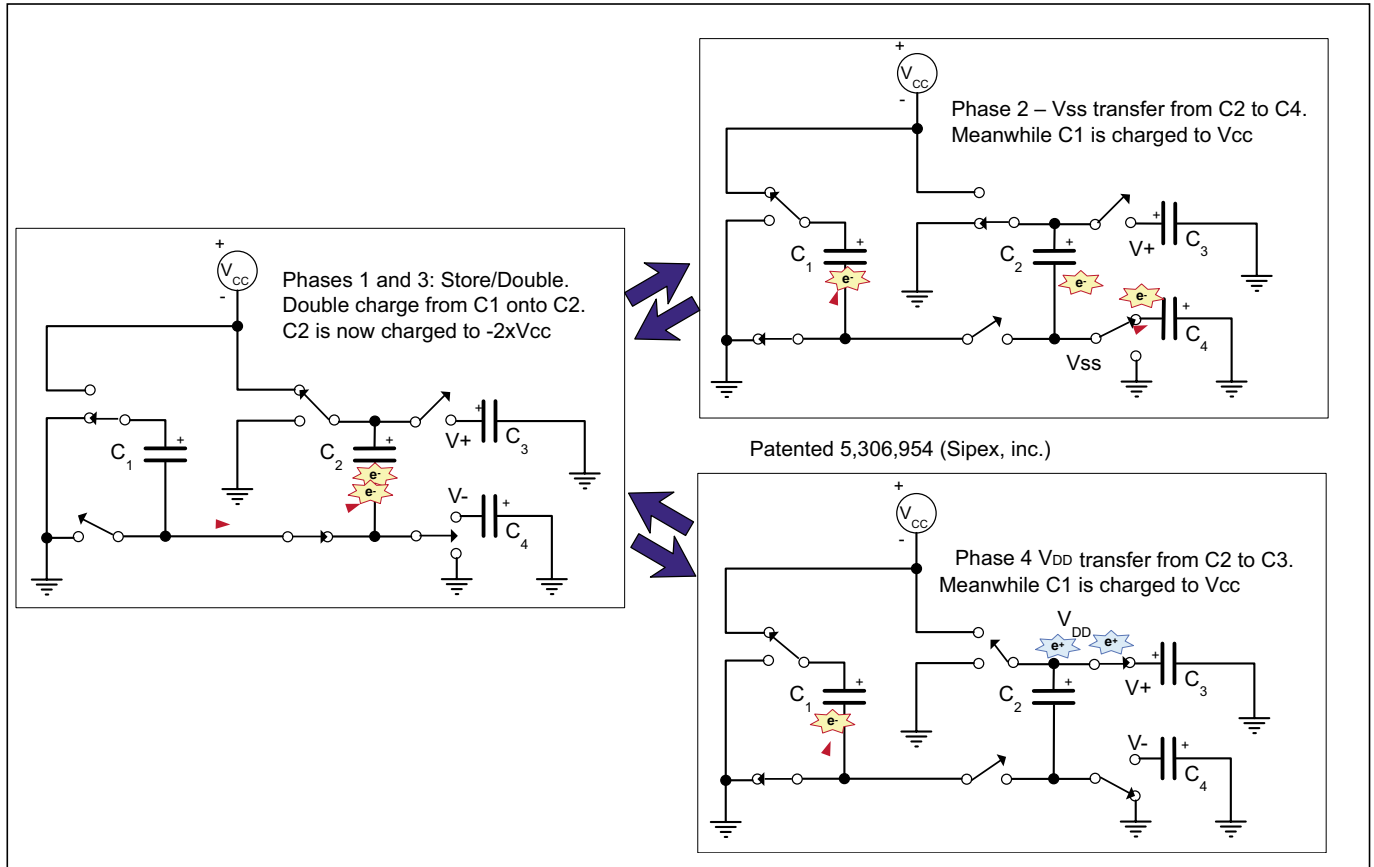 +
VCC
-
Phases 1 and 3: Store/Double.
Double charge from C1 onto C2.
C2 is now charged to -2xVcc
C1
+
C2
+
e-
e-
+
V+
C3
V-
+
C4
+
VCC
-
Phase 2 – Vss transfer from C2 to C4.
Meanwhile C1 is charged to Vcc
C1
+
e-
C2
+
e-
+
V+
C3
e-
+
C4
Vss
Patented 5,306,954 (Sipex, inc.)
+
VCC
-
Phase 4 VDD transfer from C2 to C3.
Meanwhile C1 is charged to Vcc
VDD
e+
e+
C1
+
e-
C2
+
+
V+
C3
V-
+
C4